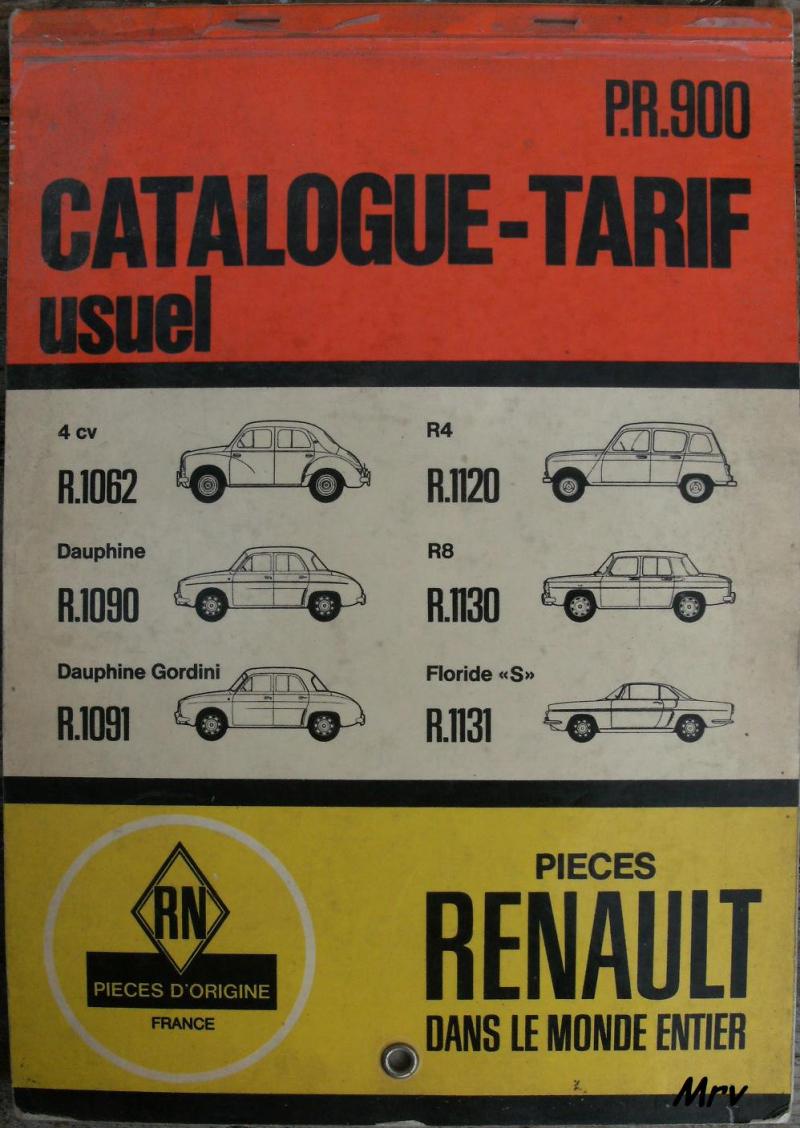 P.R.900
CATALOGUE-TARIF
usuel
4 cv
R.1062
Dauphine
R.1090
Dauphine Gordini
R.1091
R4
R.1120
R8
R.1130
Floride «S»
R.1131
RN
PIECES D'ORIGINE
FRANCE
PIECES
RENAULT
DANS LE MONDE ENTIER
Mrv